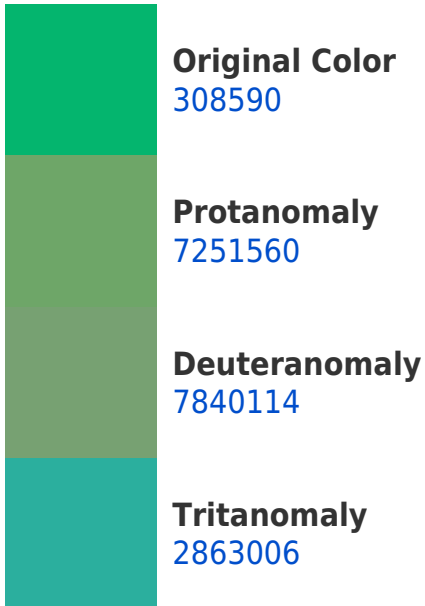 Original Color
308590
Protanomaly
7251560
Deuteranomaly
7840114
Tritanomaly
2863006